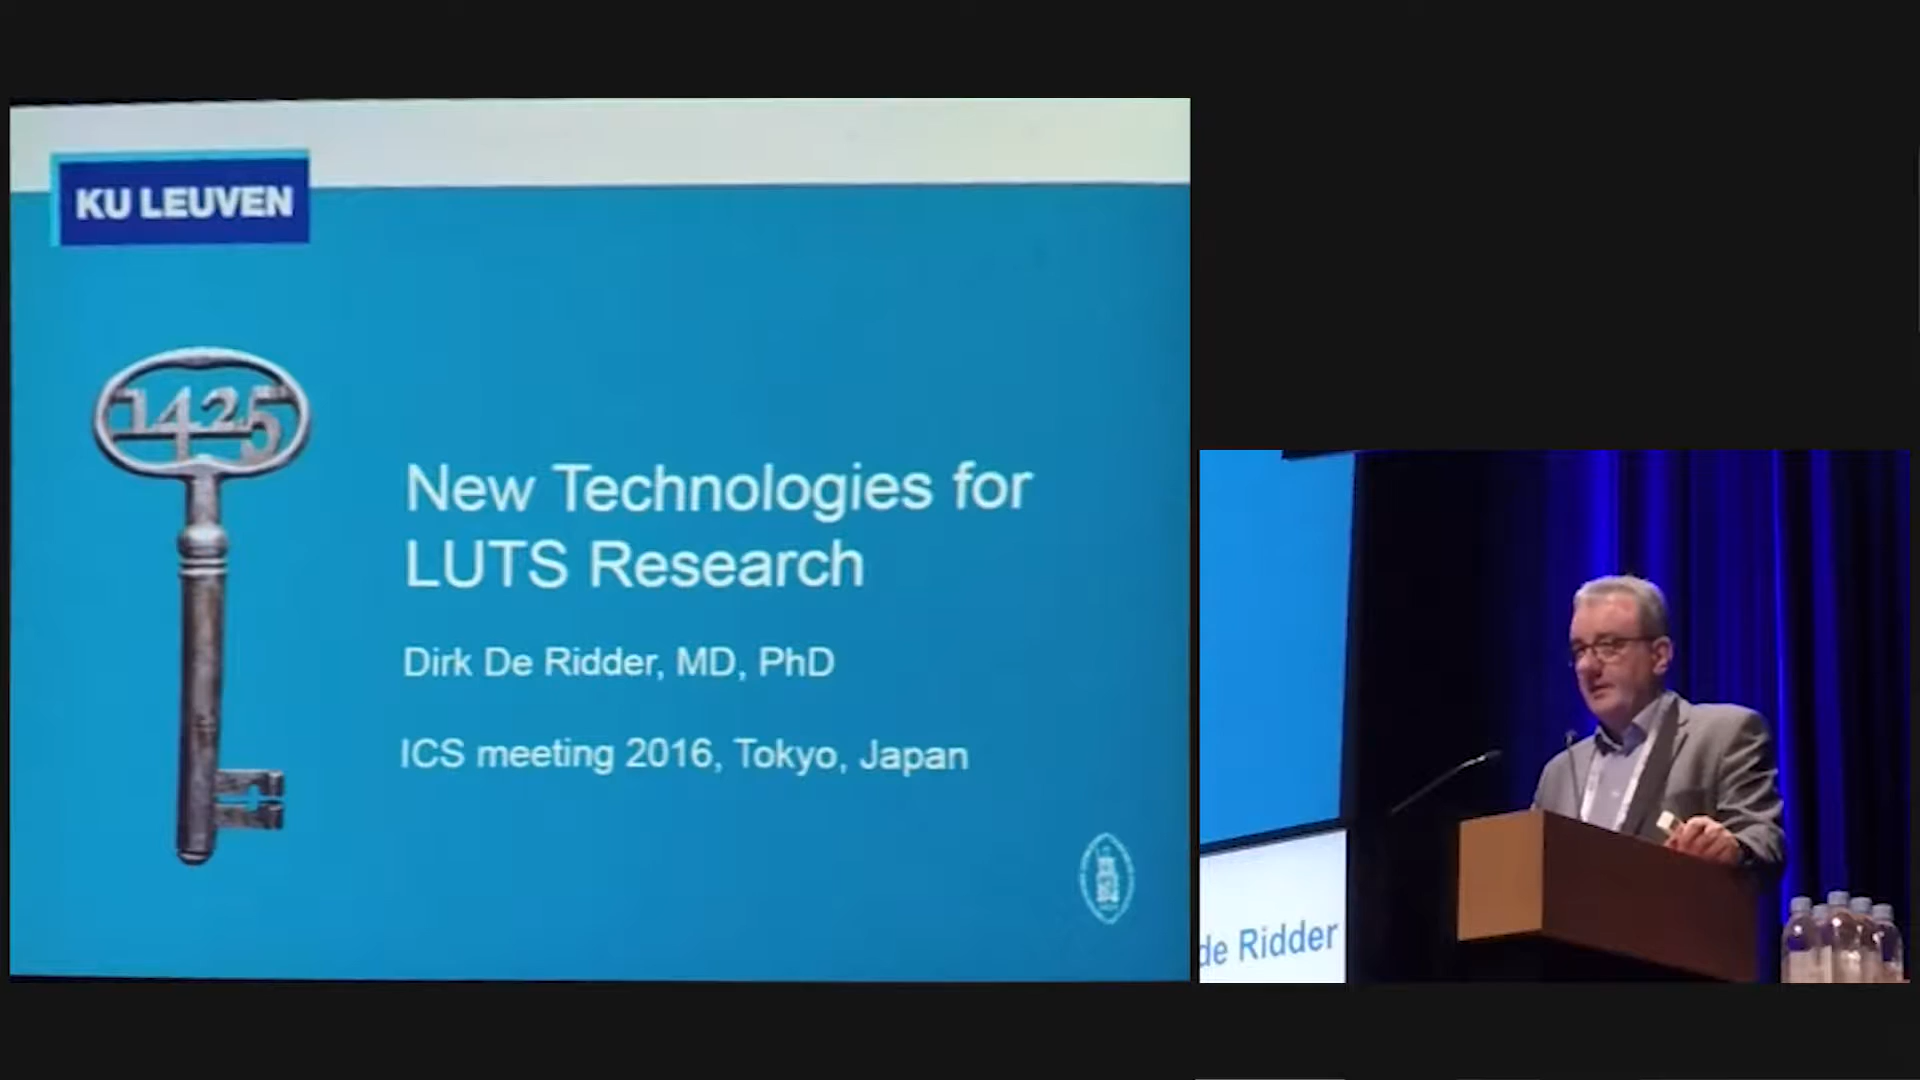 KU LEUVEN
1425
New Technologies for
LUTS Research
Dirk De Ridder, MD, PhD
ICS meeting 2016, Tokyo, Japan
de Ridder